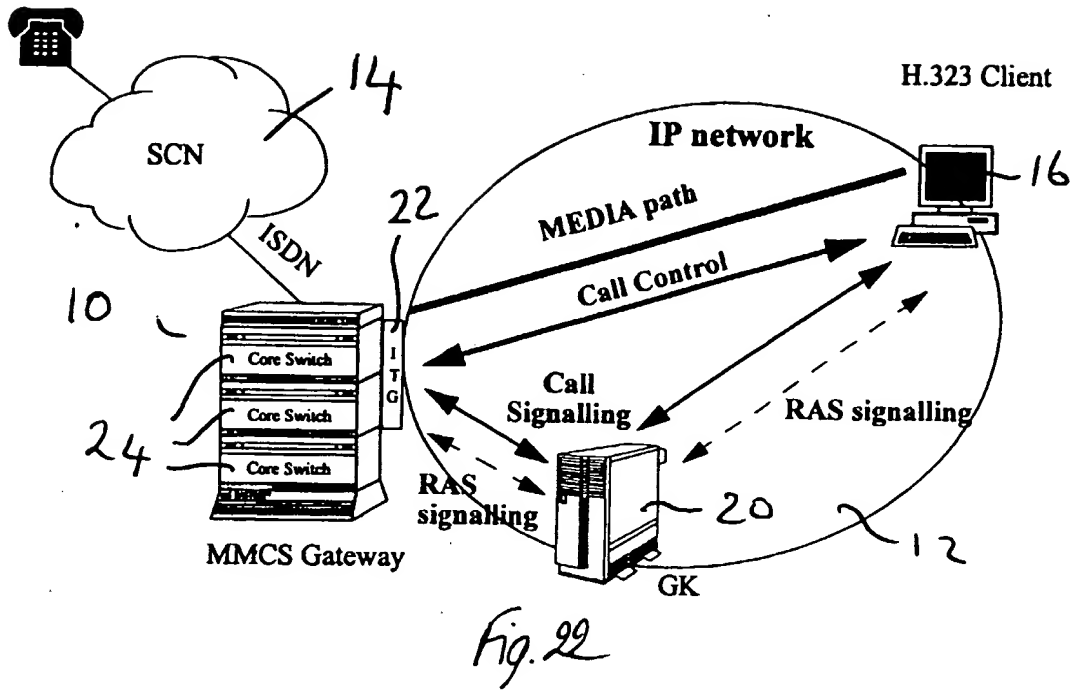 14
H.323 Client
SCN
IP network
16
22
MEDIA path
ISDN
Call Control
10
I
T
G
Core Switch
Call
Signalling
RAS signalling
24
Core Switch
Core Switch
RAS
signalling
20
12
MMCS Gateway
GK
Fig. 22